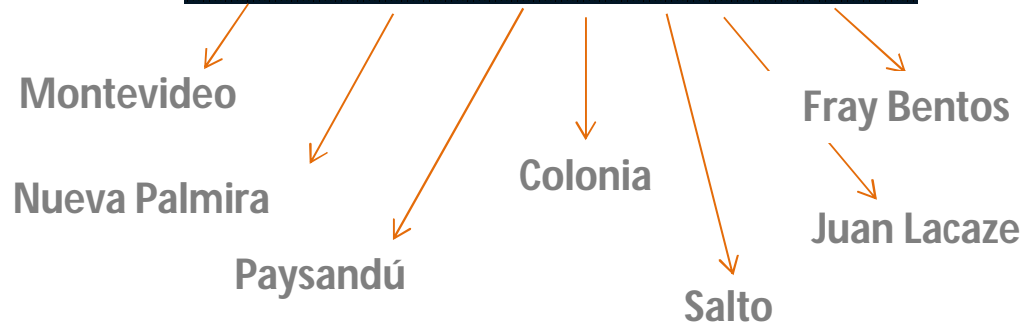 Montevideo
Fray Bentos
Colonia
Nueva Palmira
Juan Lacaze
Paysandú
Salto